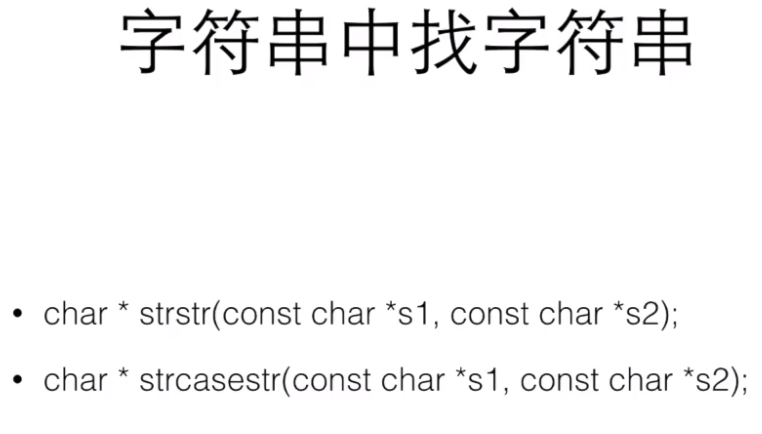 字符串中找字符串
• char * strstr(const char *s1, const char *s2);
• char * strcasestr(const char *s1, const char *s2);